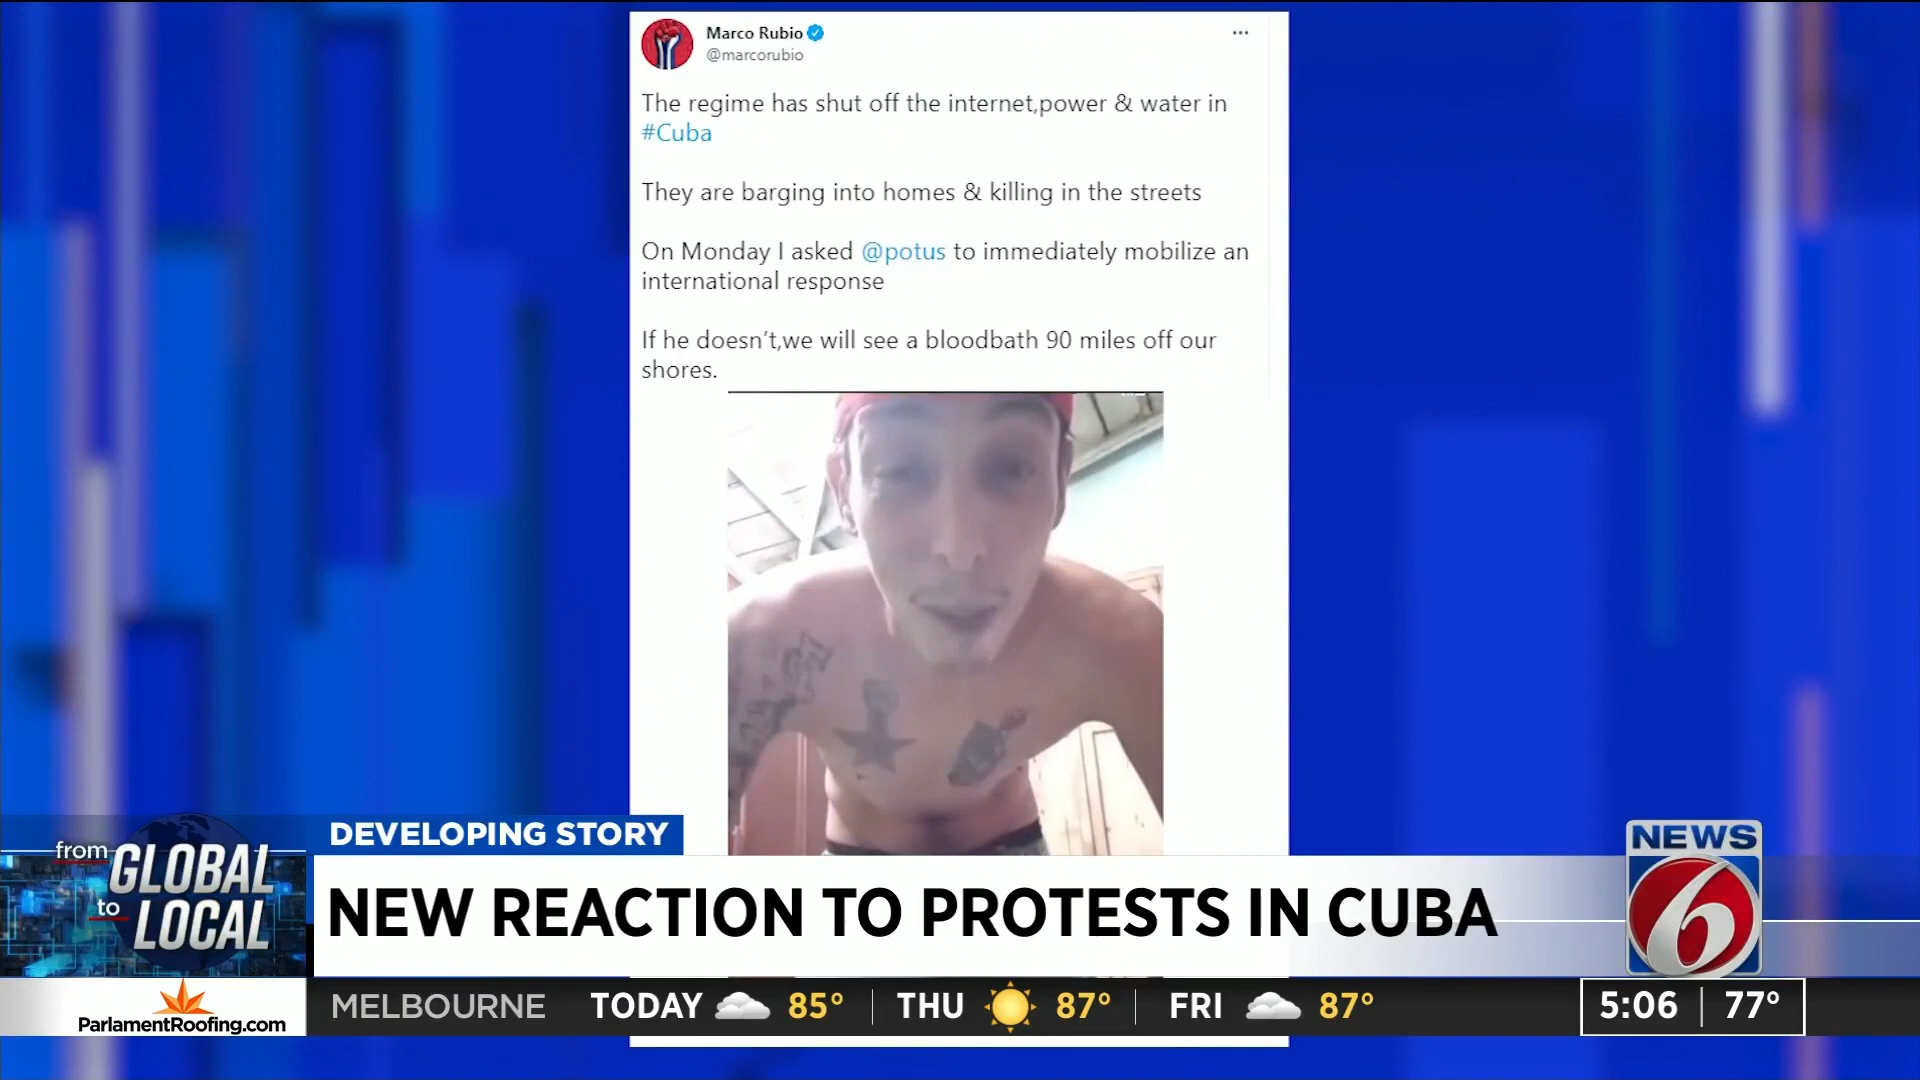 Marco Rubio
@marcorubio
The regime has shut off the internet,power & water in
#Cuba
They are barging into homes & killing in the streets
On Monday I asked @potus to immediately mobilize an
international response
If he doesn't,we will see a bloodbath 90 miles off our
shores.
from
GLOBAL
to
LOCAL
DEVELOPING STORY
NEW REACTION TO PROTESTS IN CUBA
NEWS
6
ParlamentRoofing.com
MELBOURNE TODAY 85° THU 87° FRI 87°
5:06 77°